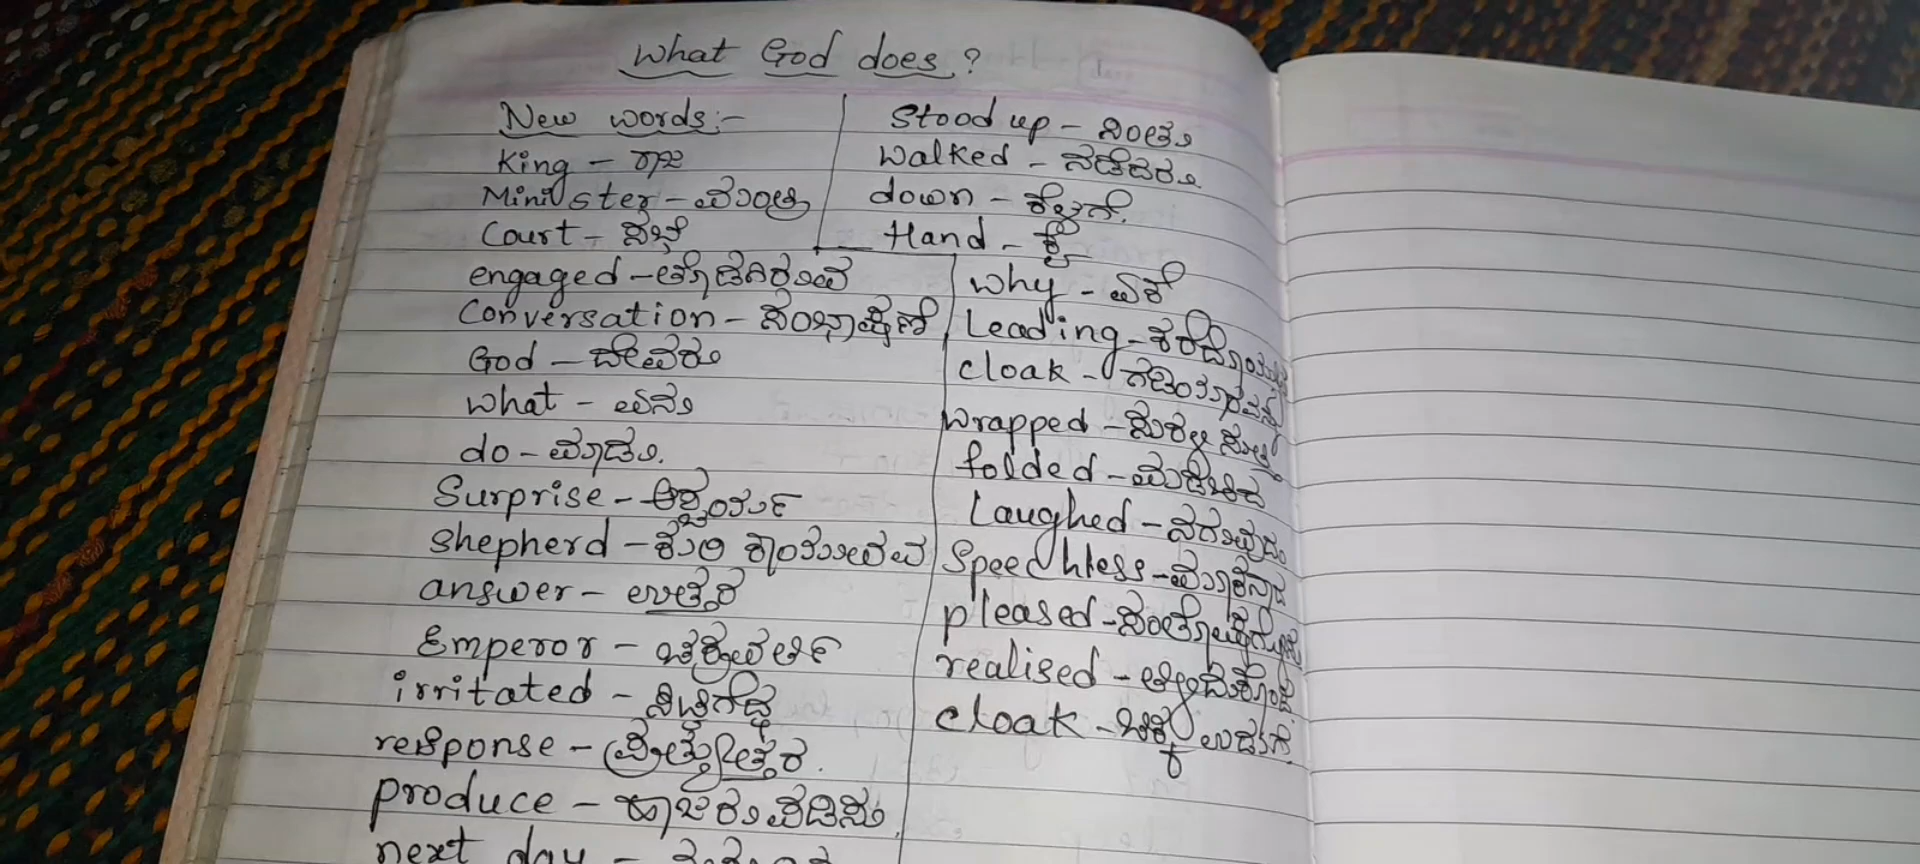 What God does?
New words:-
King - ರಾಜ
Minister - ಮಂತ್ರಿ
Court - ಸಭೆ
engaged - ತೊಡಗಿರುವ
Conversation - ಸಂಭಾಷಣೆ
God - ದೇವರು
what - ಏನು
do - ಮಾಡು.
Surprise - ಆಶ್ಚರ್ಯ
shepherd - ಕುರಿ ಕಾಯುವವ
answer - ಉತ್ತರ
Emperor - ಚಕ್ರವರ್ತಿ
irritated - ಸಿಟ್ಟಿಗೆದ್ದ
response - ಪ್ರತ್ಯುತ್ತರ.
produce - ಹಾಜರುಪಡಿಸು.
next day -
Stood up - ನಿಂತು
Walked - ನಡೆದರು.
down - ಕೆಳಗೆ.
Hand - ಕೈ
why - ಏಕೆ
Leading -
cloak -
Wrapped -
folded - ಮಡಚಿದ
Laughed -
Speechless - ಮೂಕನಾದ
pleased -
realised -
cloak -